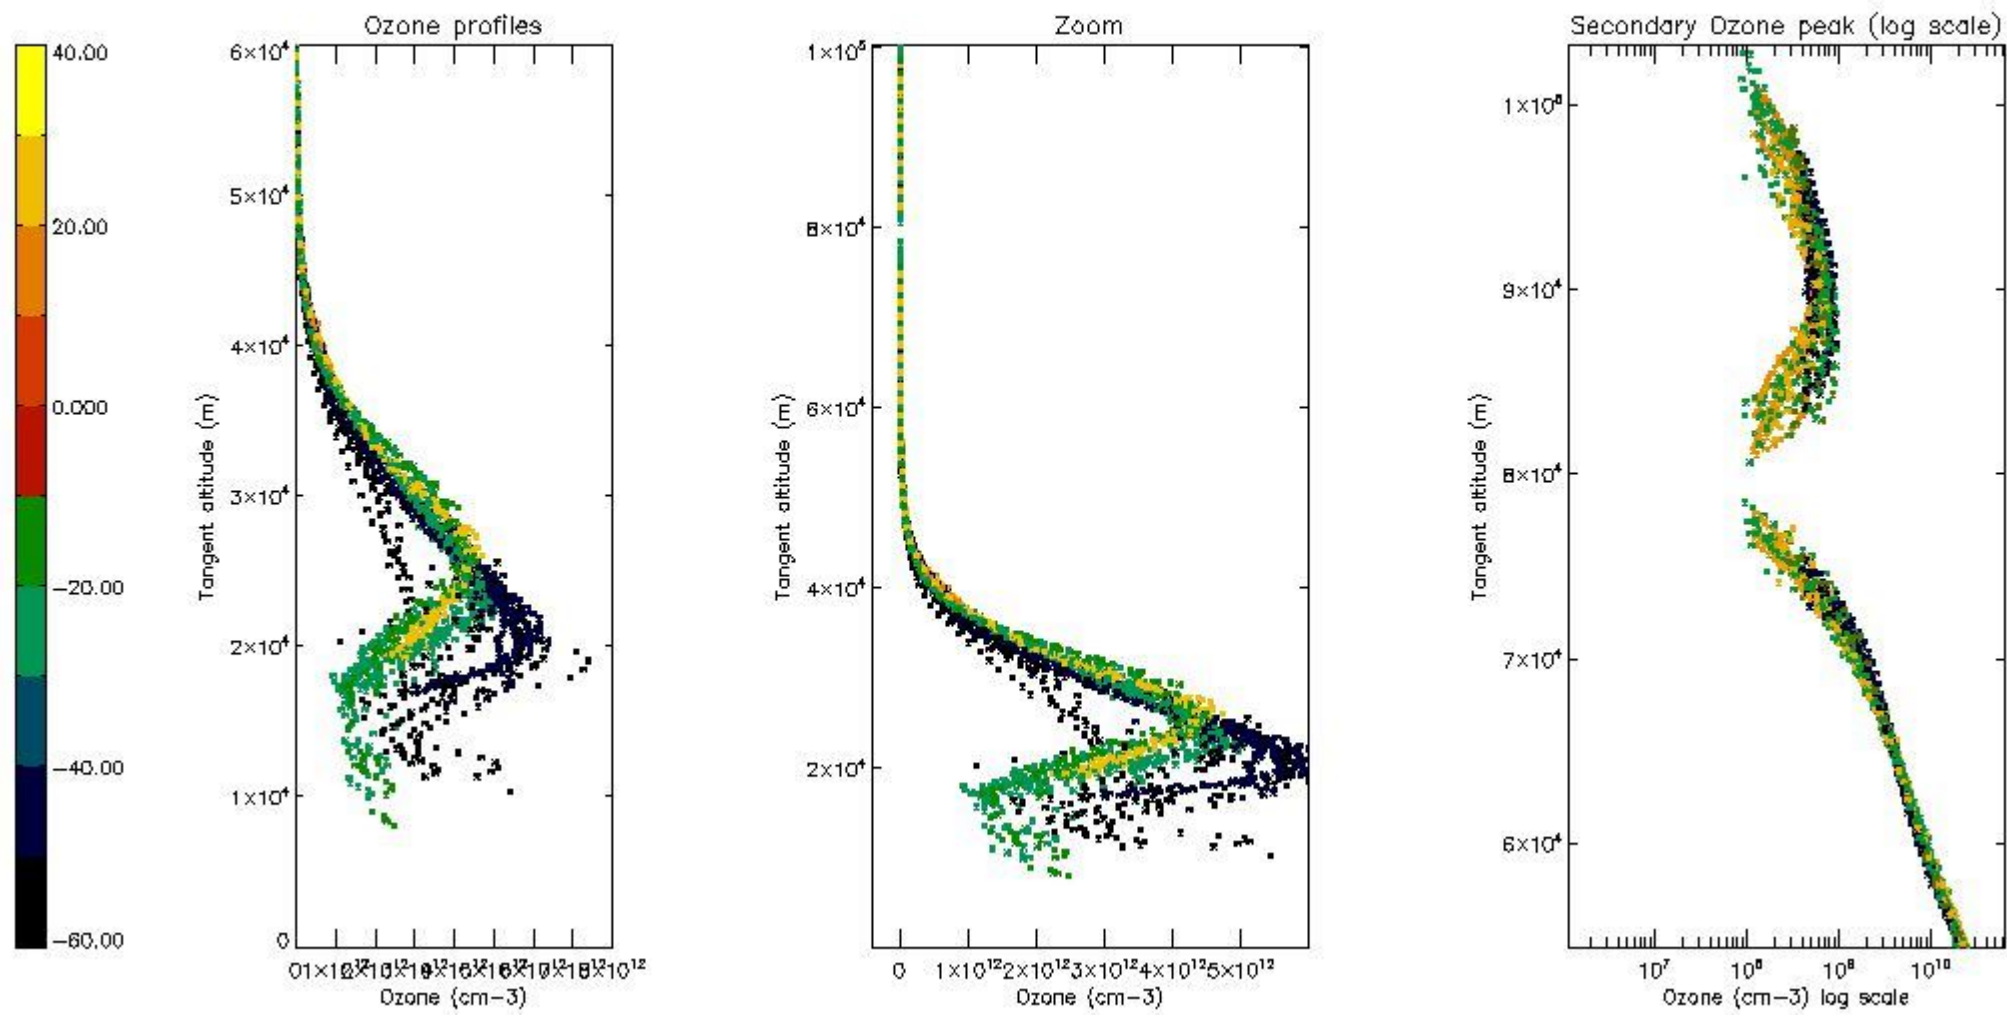 Ozone profiles
Zoom
Secondary Ozone peak (log scale)
40.00
20.00
0.000
-20.00
-40.00
-60.00
6×10⁴
5×10⁴
4×10⁴
3×10⁴
2×10⁴
1×10⁴
0
Tangent altitude (m)
Ozone (cm-3)
1×10⁵
8×10⁴
6×10⁴
4×10⁴
2×10⁴
Tangent altitude (m)
0 1×10¹² 2×10¹² 3×10¹² 4×10¹² 5×10¹²
Ozone (cm-3)
9×10⁴
8×10⁴
7×10⁴
6×10⁴
Tangent altitude (m)
10⁷ 10⁸ 10⁹ 10¹⁰
Ozone (cm-3) log scale